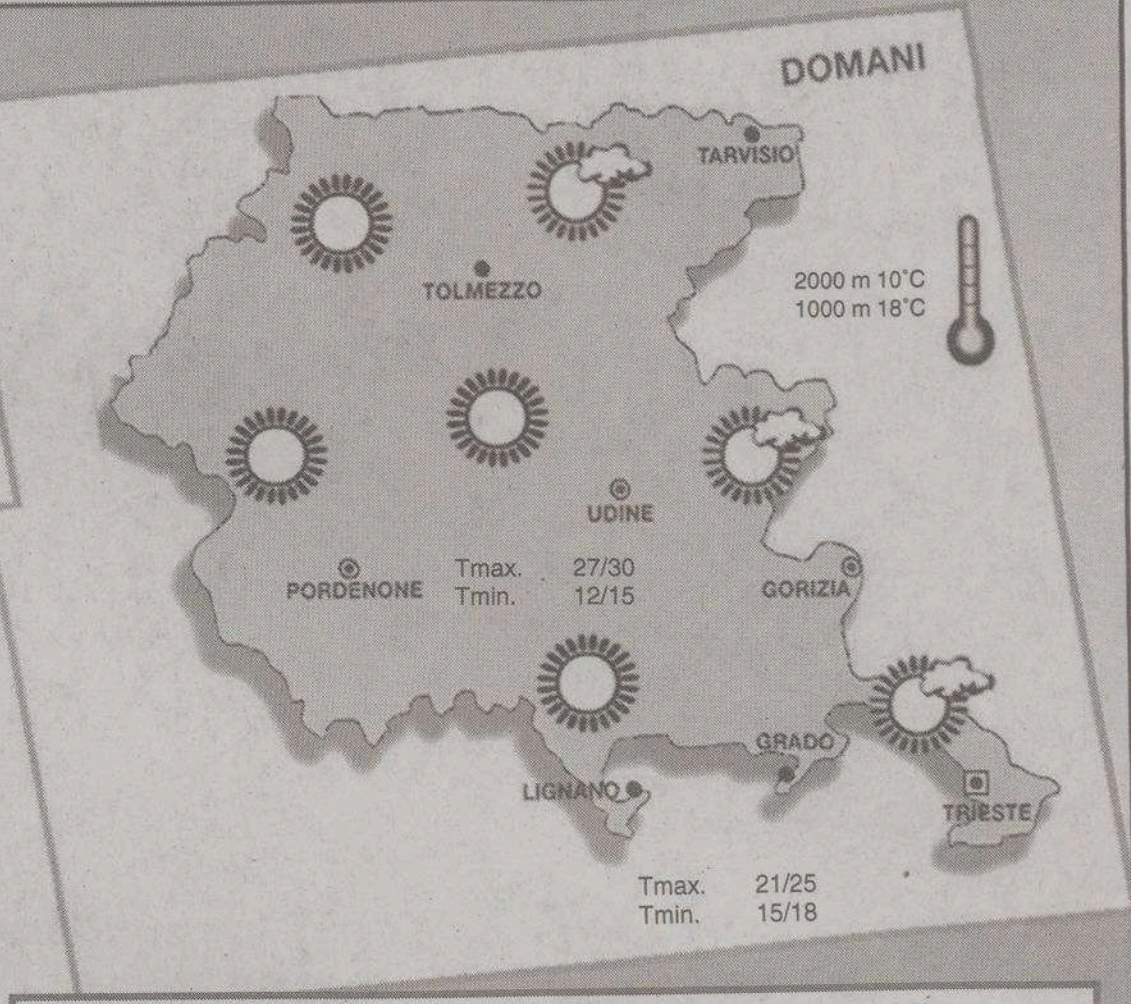 DOMANI
TARVISIO
TOLMEZZO
2000 m 10°C
1000 m 18°C
UDINE
PORDENONE
Tmax. 27/30
Tmin. 12/15
GORIZIA
GRADO
LIGNANO
TRIESTE
Tmax. 21/25
Tmin. 15/18